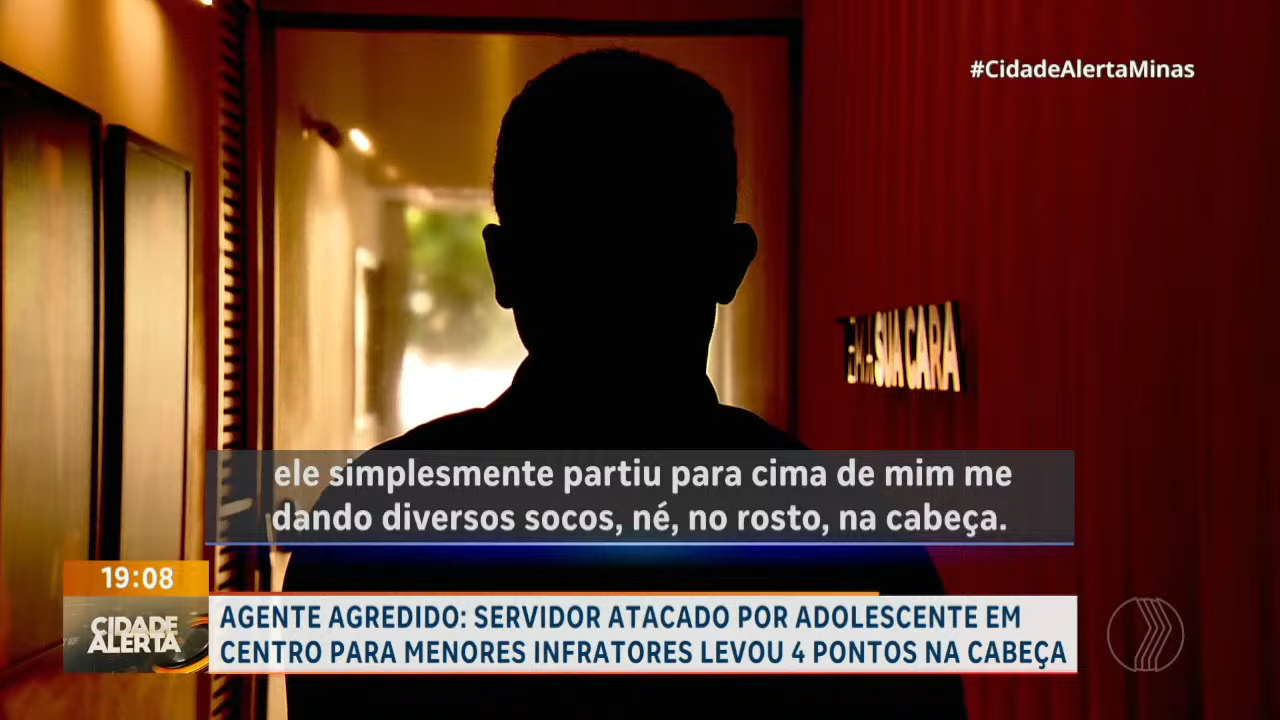 #CidadeAlertaMinas
SUA CARA
ele simplesmente partiu para cima de mim me
dando diversos socos, né, no rosto, na cabeça.
19:08
CIDADE
ALERTA
AGENTE AGREDIDO: SERVIDOR ATACADO POR ADOLESCENTE EM
CENTRO PARA MENORES INFRATORES LEVOU 4 PONTOS NA CABEÇA